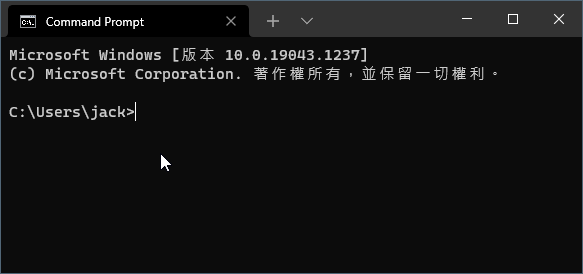 Command Prompt
Microsoft Windows [版本 10.0.19043.1237]
(c) Microsoft Corporation. 著作權所有，並保留一切權利。
C:\Users\jack>